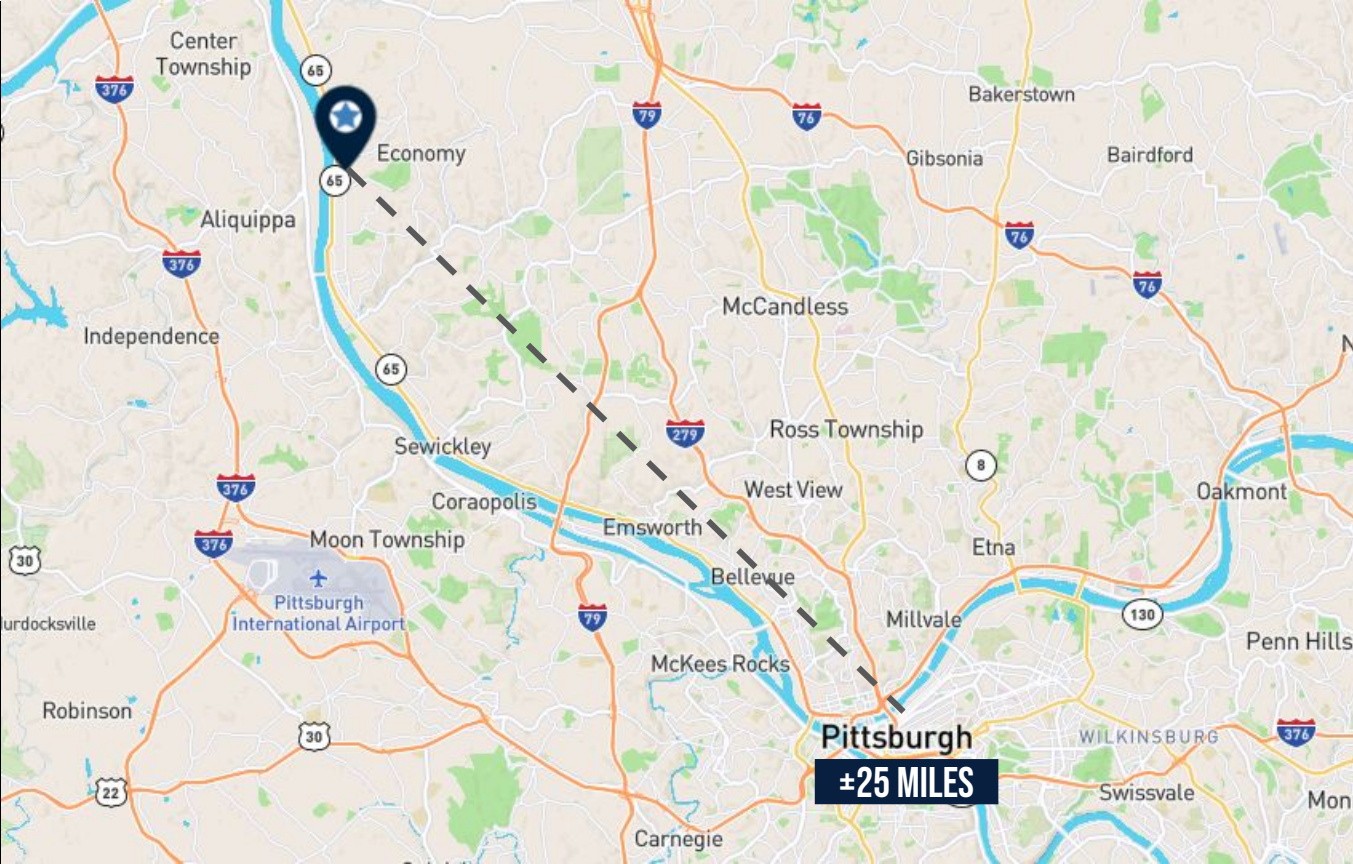 Center
Township
65
376
79
76
Bakerstown
Economy
Gibsonia
Bairdford
65
Aliquippa
76
376
76
McCandless
Independence
65
279
Ross Township
Sewickley
8
West View
Oakmont
376
Coraopolis
Emsworth
376
Moon Township
Etna
30
Bellevue
Pittsburgh
International Airport
79
Millvale
130
urdocksville
Penn Hills
McKees Rocks
Robinson
30
Pittsburgh
WILKINSBURG
376
±25 MILES
22
Swissvale
Mon
Carnegie